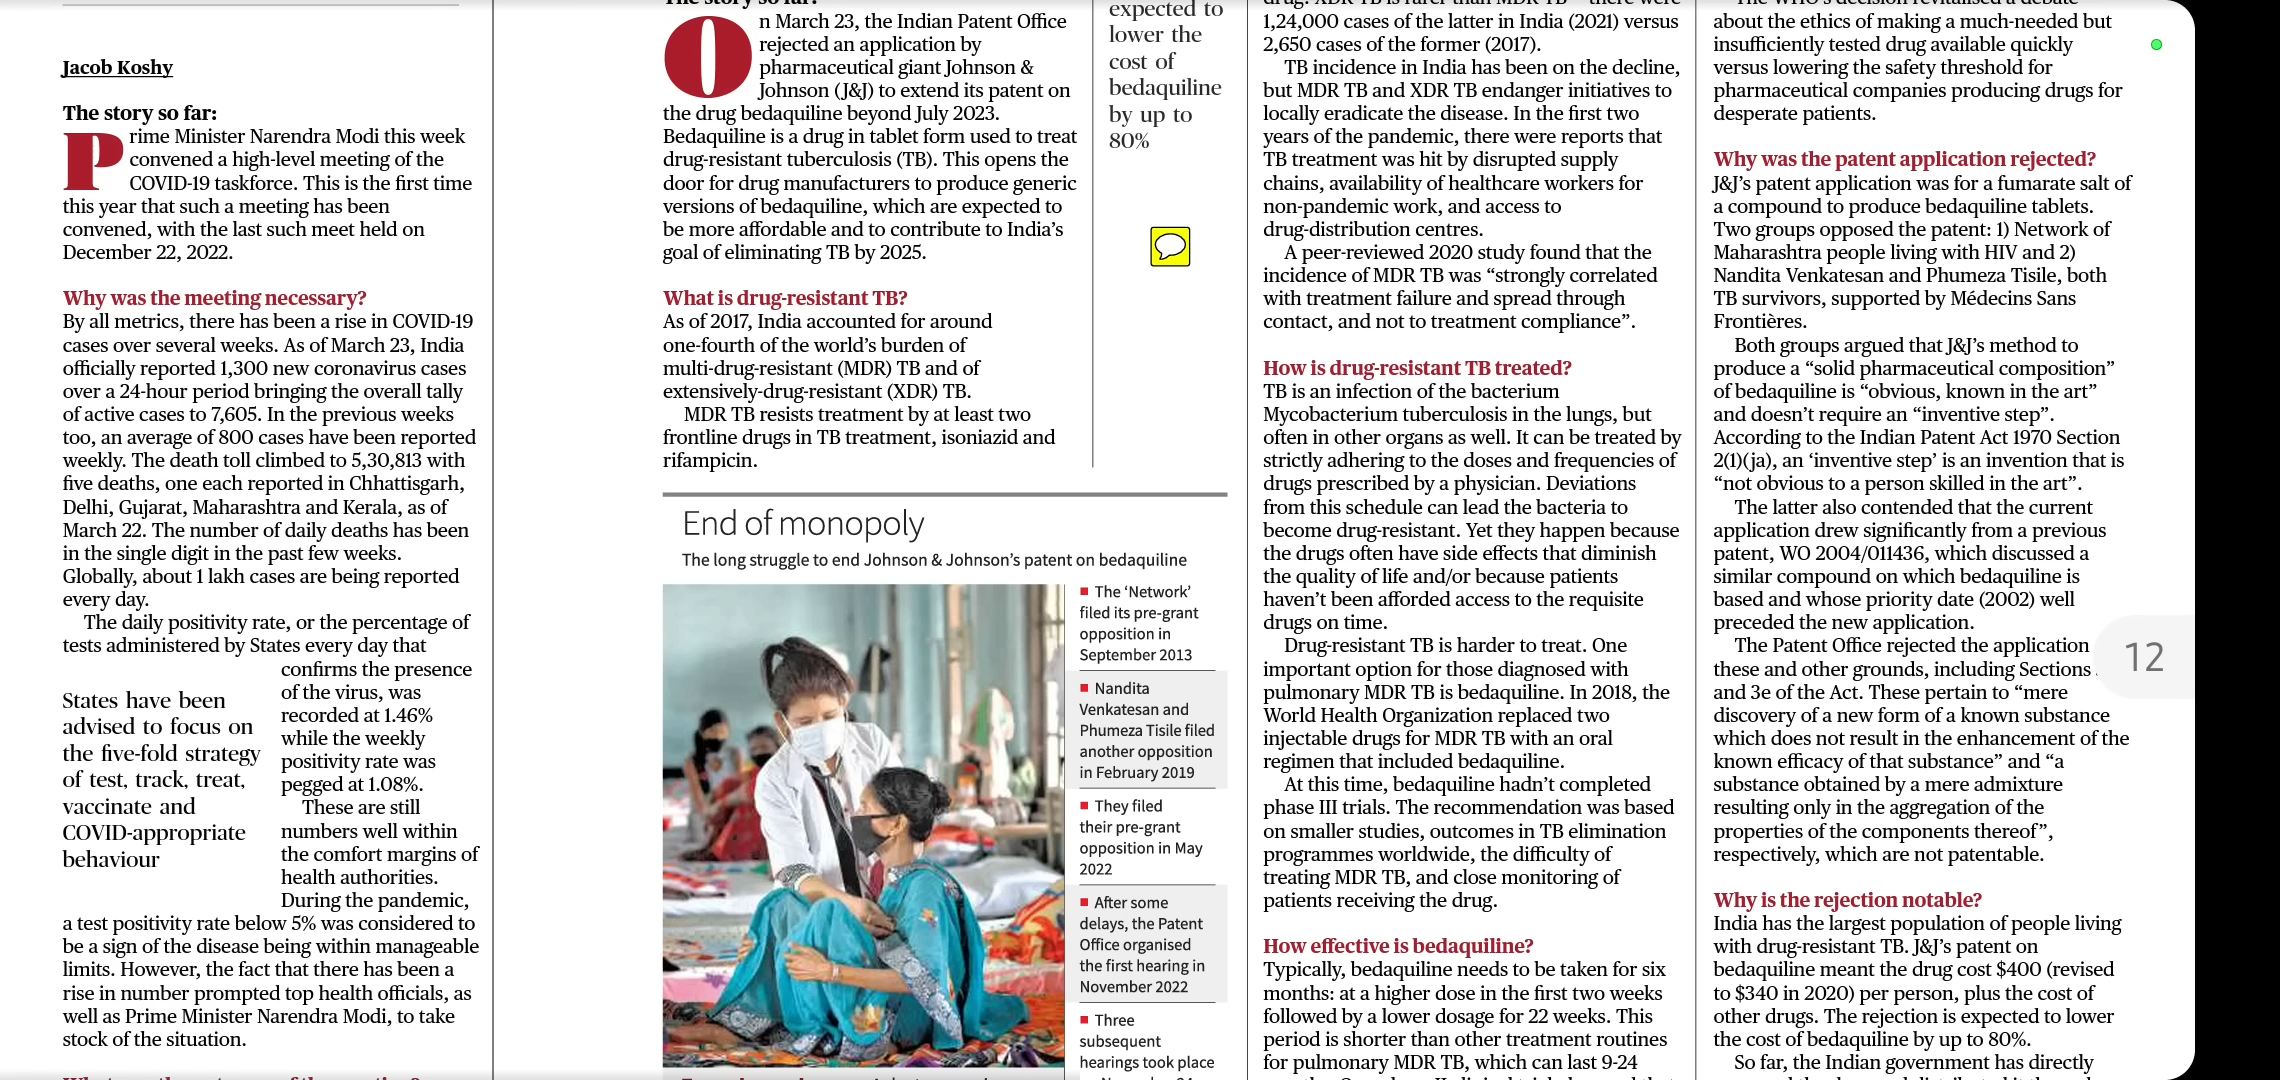 Jacob Koshy
The story so far:
Prime Minister Narendra Modi this week
convened a high-level meeting of the
COVID-19 taskforce. This is the first time
this year that such a meeting has been
convened, with the last such meet held on
December 22, 2022.
Why was the meeting necessary?
By all metrics, there has been a rise in COVID-19
cases over several weeks. As of March 23, India
officially reported 1,300 new coronavirus cases
over a 24-hour period bringing the overall tally
of active cases to 7,605. In the previous weeks
too, an average of 800 cases have been reported
weekly. The death toll climbed to 5,30,813 with
five deaths, one each reported in Chhattisgarh,
Delhi, Gujarat, Maharashtra and Kerala, as of
March 22. The number of daily deaths has been
in the single digit in the past few weeks.
Globally, about 1 lakh cases are being reported
every day.
The daily positivity rate, or the percentage of
tests administered by States every day that
confirms the presence
of the virus, was
recorded at 1.46%
while the weekly
positivity rate was
pegged at 1.08%.
These are still
numbers well within
the comfort margins of
health authorities.
During the pandemic,
a test positivity rate below 5% was considered to
be a sign of the disease being within manageable
limits. However, the fact that there has been a
rise in number prompted top health officials, as
well as Prime Minister Narendra Modi, to take
stock of the situation.
States have been
advised to focus on
the five-fold strategy
of test, track, treat,
vaccinate and
COVID-appropriate
behaviour
The story so far:
On March 23, the Indian Patent Office
rejected an application by
pharmaceutical giant Johnson &
Johnson (J&J) to extend its patent on
the drug bedaquiline beyond July 2023.
Bedaquiline is a drug in tablet form used to treat
drug-resistant tuberculosis (TB). This opens the
door for drug manufacturers to produce generic
versions of bedaquiline, which are expected to
be more affordable and to contribute to India's
goal of eliminating TB by 2025.
What is drug-resistant TB?
As of 2017, India accounted for around
one-fourth of the world's burden of
multi-drug-resistant (MDR) TB and of
extensively-drug-resistant (XDR) TB.
MDR TB resists treatment by at least two
frontline drugs in TB treatment, isoniazid and
rifampicin.
expected to
lower the
cost of
bedaquiline
by up to
80%
End of monopoly
The long struggle to end Johnson & Johnson's patent on bedaquiline
■ The 'Network'
filed its pre-grant
opposition in
September 2013
■ Nandita
Venkatesan and
Phumeza Tisile filed
another opposition
in February 2019
■ They filed
their pre-grant
opposition in May
2022
■ After some
delays, the Patent
Office organised
the first hearing in
November 2022
■ Three
subsequent
hearings took place
drug. XDR TB is rarer than MDR TB – there were
1,24,000 cases of the latter in India (2021) versus
2,650 cases of the former (2017).
TB incidence in India has been on the decline,
but MDR TB and XDR TB endanger initiatives to
locally eradicate the disease. In the first two
years of the pandemic, there were reports that
TB treatment was hit by disrupted supply
chains, availability of healthcare workers for
non-pandemic work, and access to
drug-distribution centres.
A peer-reviewed 2020 study found that the
incidence of MDR TB was "strongly correlated
with treatment failure and spread through
contact, and not to treatment compliance".
How is drug-resistant TB treated?
TB is an infection of the bacterium
Mycobacterium tuberculosis in the lungs, but
often in other organs as well. It can be treated by
strictly adhering to the doses and frequencies of
drugs prescribed by a physician. Deviations
from this schedule can lead the bacteria to
become drug-resistant. Yet they happen because
the drugs often have side effects that diminish
the quality of life and/or because patients
haven't been afforded access to the requisite
drugs on time.
Drug-resistant TB is harder to treat. One
important option for those diagnosed with
pulmonary MDR TB is bedaquiline. In 2018, the
World Health Organization replaced two
injectable drugs for MDR TB with an oral
regimen that included bedaquiline.
At this time, bedaquiline hadn't completed
phase III trials. The recommendation was based
on smaller studies, outcomes in TB elimination
programmes worldwide, the difficulty of
treating MDR TB, and close monitoring of
patients receiving the drug.
How effective is bedaquiline?
Typically, bedaquiline needs to be taken for six
months: at a higher dose in the first two weeks
followed by a lower dosage for 22 weeks. This
period is shorter than other treatment routines
for pulmonary MDR TB, which can last 9-24
The WHO's decision revitalised a debate
about the ethics of making a much-needed but
insufficiently tested drug available quickly
versus lowering the safety threshold for
pharmaceutical companies producing drugs for
desperate patients.
Why was the patent application rejected?
J&J's patent application was for a fumarate salt of
a compound to produce bedaquiline tablets.
Two groups opposed the patent: 1) Network of
Maharashtra people living with HIV and 2)
Nandita Venkatesan and Phumeza Tisile, both
TB survivors, supported by Médecins Sans
Frontières.
Both groups argued that J&J's method to
produce a "solid pharmaceutical composition"
of bedaquiline is "obvious, known in the art"
and doesn't require an "inventive step".
According to the Indian Patent Act 1970 Section
2(1)(ja), an 'inventive step' is an invention that is
"not obvious to a person skilled in the art".
The latter also contended that the current
application drew significantly from a previous
patent, WO 2004/011436, which discussed a
similar compound on which bedaquiline is
based and whose priority date (2002) well
preceded the new application.
The Patent Office rejected the application
these and other grounds, including Sections
and 3e of the Act. These pertain to "mere
discovery of a new form of a known substance
which does not result in the enhancement of the
known efficacy of that substance" and "a
substance obtained by a mere admixture
resulting only in the aggregation of the
properties of the components thereof",
respectively, which are not patentable.
Why is the rejection notable?
India has the largest population of people living
with drug-resistant TB. J&J's patent on
bedaquiline meant the drug cost $400 (revised
to $340 in 2020) per person, plus the cost of
other drugs. The rejection is expected to lower
the cost of bedaquiline by up to 80%.
So far, the Indian government has directly
12